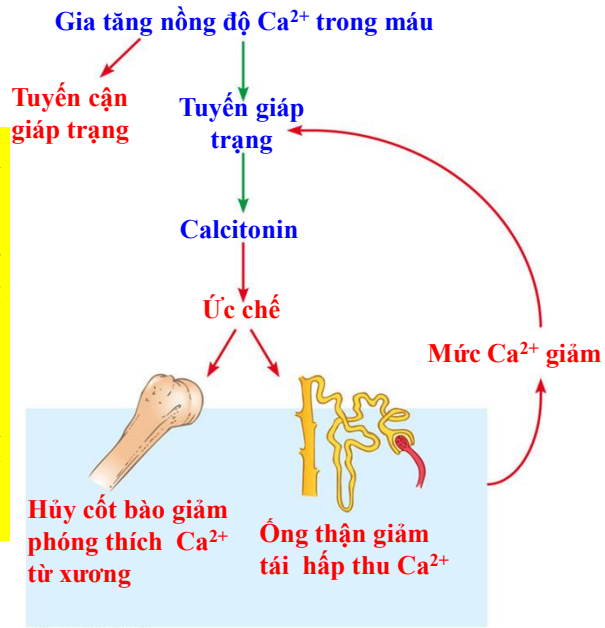 Gia tăng nồng độ Ca²⁺ trong máu
Tuyến cận
giáp trạng
Tuyến giáp
trạng
Calcitonin
Ức chế
Mức Ca²⁺ giảm
Hủy cốt bào giảm
phóng thích Ca²⁺
từ xương
Ống thận giảm
tái hấp thu Ca²⁺